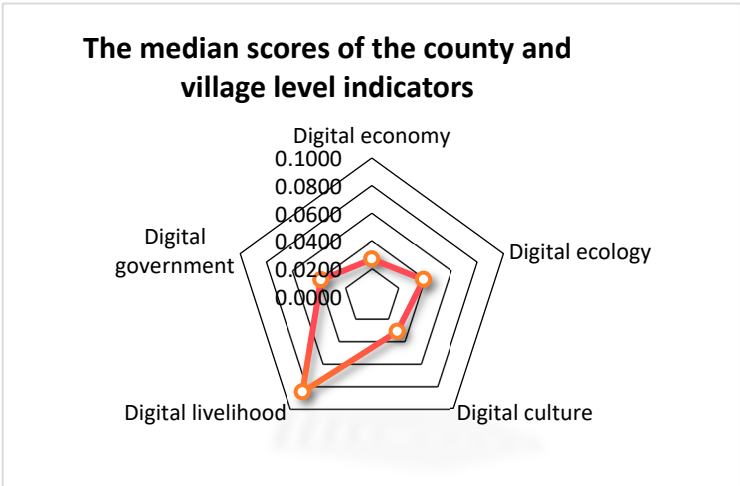 The median scores of the county and
village level indicators
Digital economy
0.1000
0.0800
0.0600
0.0400
0.0200
0.0000
Digital
government
Digital ecology
Digital livelihood
Digital culture